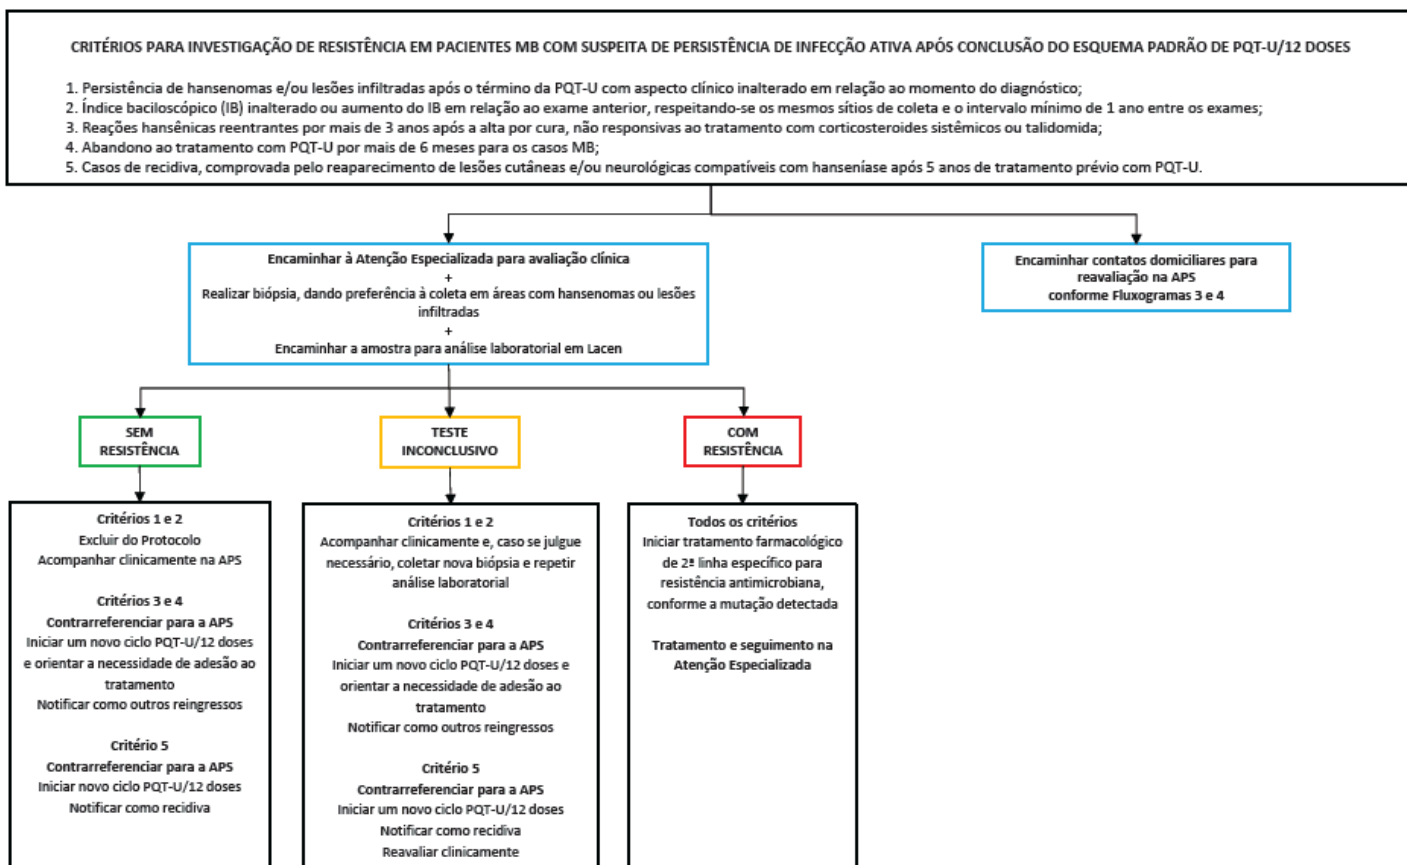 CRITÉRIOS PARA INVESTIGAÇÃO DE RESISTÊNCIA EM PACIENTES MB COM SUSPEITA DE PERSISTÊNCIA DE INFECÇÃO ATIVA APÓS CONCLUSÃO DO ESQUEMA PADRÃO DE PQT-U/12 DOSES
1. Persistência de hansenomas e/ou lesões infiltradas após o término da PQT-U com aspecto clínico inalterado em relação ao momento do diagnóstico;
2. Índice baciloscópico (IB) inalterado ou aumento do IB em relação ao exame anterior, respeitando-se os mesmos sítios de coleta e o intervalo mínimo de 1 ano entre os exames;
3. Reações hansênicas reentrantes por mais de 3 anos após a alta por cura, não responsivas ao tratamento com corticosteroides sistêmicos ou talidomida;
4. Abandono ao tratamento com PQT-U por mais de 6 meses para os casos MB;
5. Casos de recidiva, comprovada pelo reaparecimento de lesões cutâneas e/ou neurológicas compatíveis com hanseníase após 5 anos de tratamento prévio com PQT-U.
Encaminhar à Atenção Especializada para avaliação clínica
+
Realizar biópsia, dando preferência à coleta em áreas com hansenomas ou lesões
infiltradas
+
Encaminhar a amostra para análise laboratorial em Lacen
Encaminhar contatos domiciliares para
reavaliação na APS
conforme Fluxogramas 3 e 4
SEM
RESISTÊNCIA
TESTE
INCONCLUSIVO
COM
RESISTÊNCIA
Critérios 1 e 2
Excluir do Protocolo
Acompanhar clinicamente na APS
Critérios 3 e 4
Contrarreferenciar para a APS
Iniciar um novo ciclo PQT-U/12 doses
e orientar a necessidade de adesão ao
tratamento
Notificar como outros reingressos
Critério 5
Contrarreferenciar para a APS
Iniciar novo ciclo PQT-U/12 doses
Notificar como recidiva
Critérios 1 e 2
Acompanhar clinicamente e, caso se julgue
necessário, coletar nova biópsia e repetir
análise laboratorial
Critérios 3 e 4
Contrarreferenciar para a APS
Iniciar um novo ciclo PQT-U/12 doses e
orientar a necessidade de adesão ao
tratamento
Notificar como outros reingressos
Critério 5
Contrarreferenciar para a APS
Iniciar um novo ciclo PQT-U/12 doses
Notificar como recidiva
Reavaliar clinicamente
Todos os critérios
Iniciar tratamento farmacológico
de 2ª linha específico para
resistência antimicrobiana,
conforme a mutação detectada
Tratamento e seguimento na
Atenção Especializada